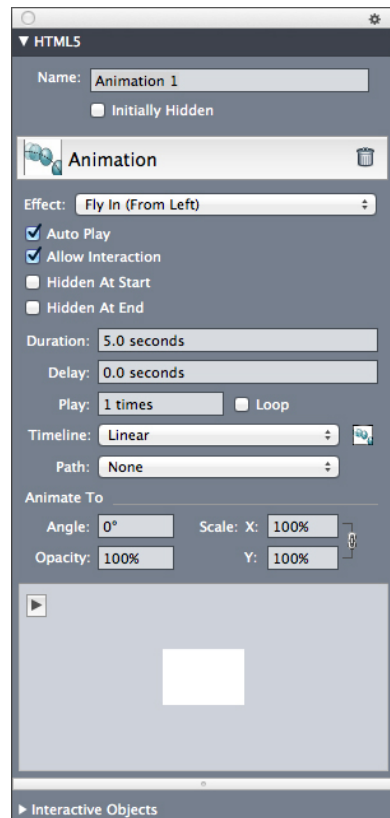 HTML5
Name: Animation 1
Initially Hidden
Animation
Effect: Fly In (From Left)
Auto Play
Allow Interaction
Hidden At Start
Hidden At End
Duration: 5.0 seconds
Delay: 0.0 seconds
Play: 1 times Loop
Timeline: Linear
Path: None
Animate To
Angle: 0° Scale: X: 100%
Opacity: 100% Y: 100%
Interactive Objects